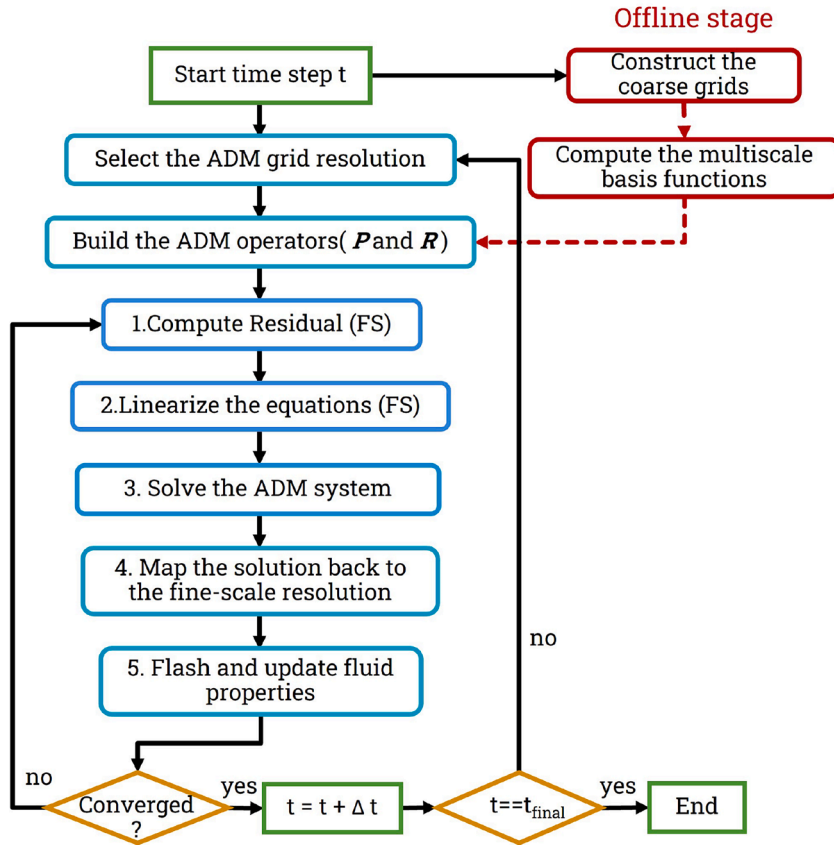 Offline stage
Start time step t
Construct the
coarse grids
Select the ADM grid resolution
Compute the multiscale
basis functions
Build the ADM operators( P and R )
1.Compute Residual (FS)
2.Linearize the equations (FS)
3. Solve the ADM system
4. Map the solution back to
the fine-scale resolution
no
5. Flash and update fluid
properties
no
Converged
?
yes
t = t + Δ t
t==tfinal
yes
End